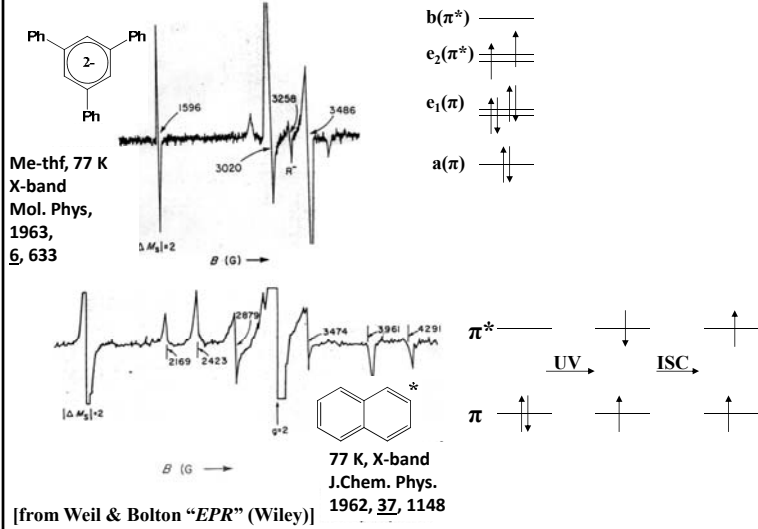 Ph
Ph
2-
Ph
1596
3258
3486
3020
R⁻
|Δ Mₛ|=2
B (G) →
Me-thf, 77 K
X-band
Mol. Phys,
1963,
6, 633
b(π*)
e₂(π*)
e₁(π)
a(π)
2879
2169
2423
3474
3961
4291
|Δ Mₛ|=2
g=2
B (G →
*
77 K, X-band
J.Chem. Phys.
1962, 37, 1148
π*
UV
ISC
π
[from Weil & Bolton “EPR” (Wiley)]